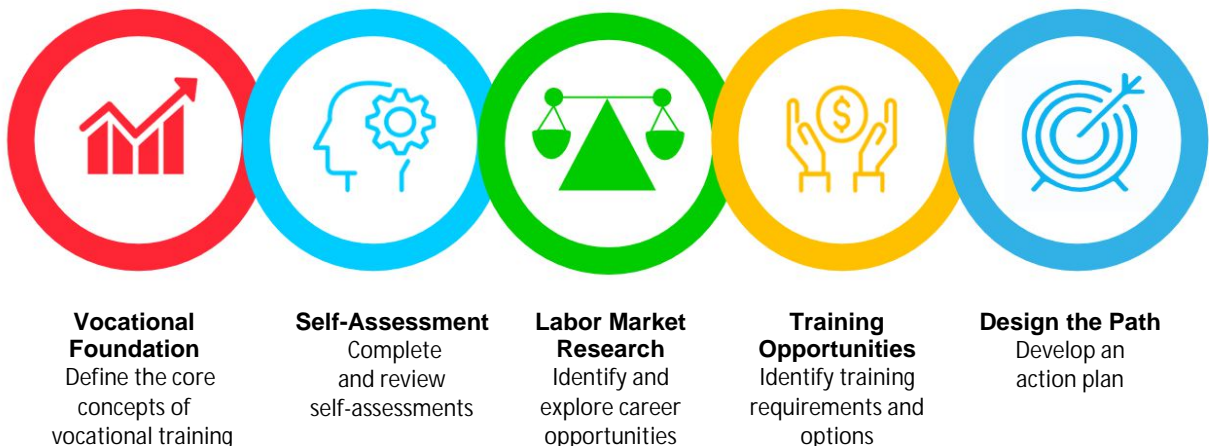 Vocational
Foundation
Define the core
concepts of
vocational training
Self-Assessment
Complete
and review
self-assessments
Labor Market
Research
Identify and
explore career
opportunities
Training
Opportunities
Identify training
requirements and
options
Design the Path
Develop an
action plan
$